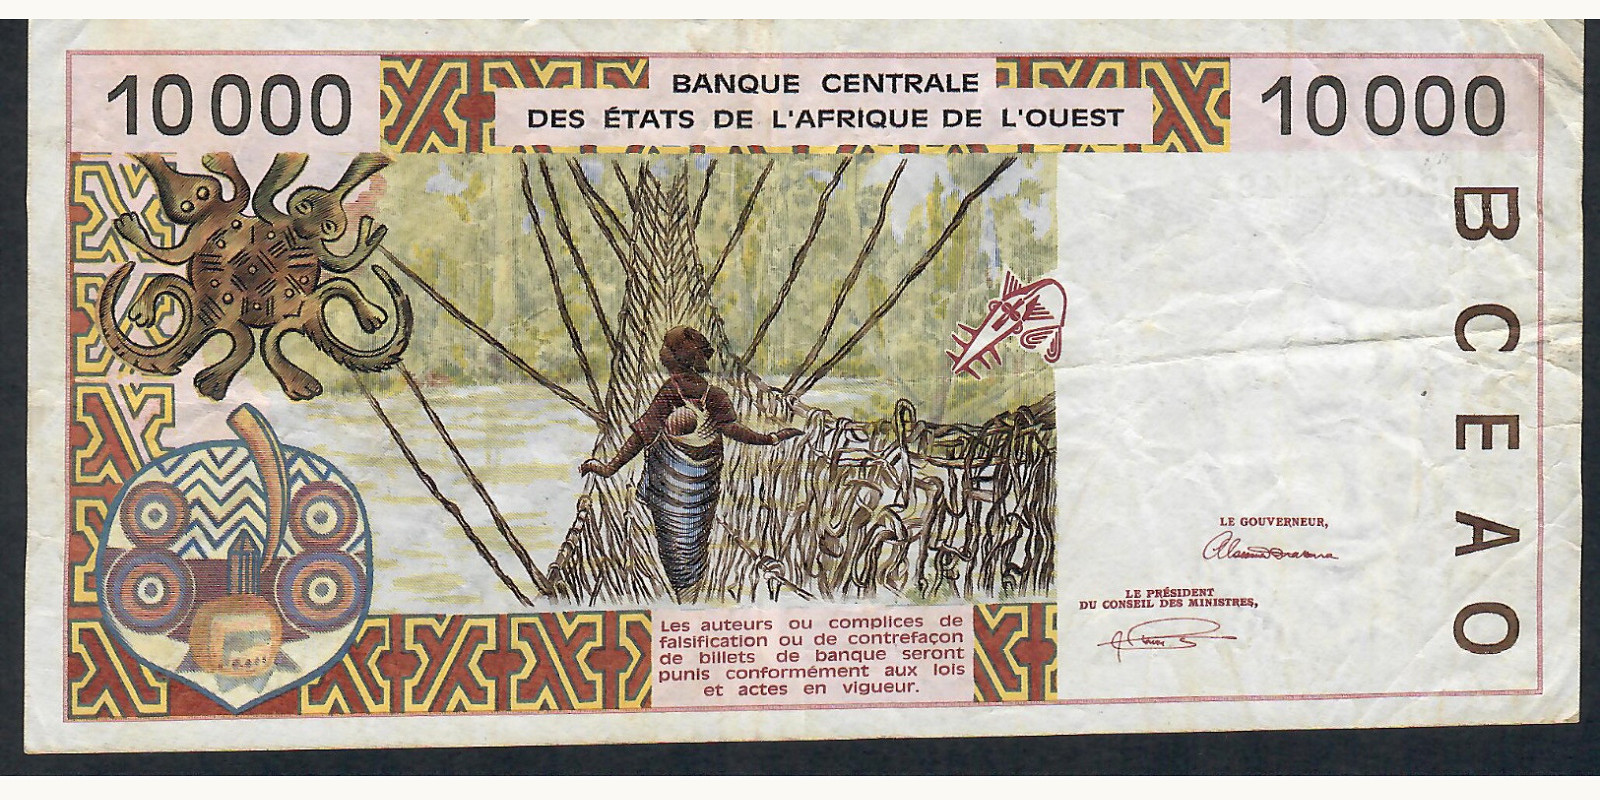 10 000
BANQUE CENTRALE
DES ÉTATS DE L'AFRIQUE DE L'OUEST
10 000
BCEAO
LE GOUVERNEUR,
LE PRÉSIDENT
DU CONSEIL DES MINISTRES,
Les auteurs ou complices de
falsification ou de contrefaçon
de billets de banque seront
punis conformément aux lois
et actes en vigueur.